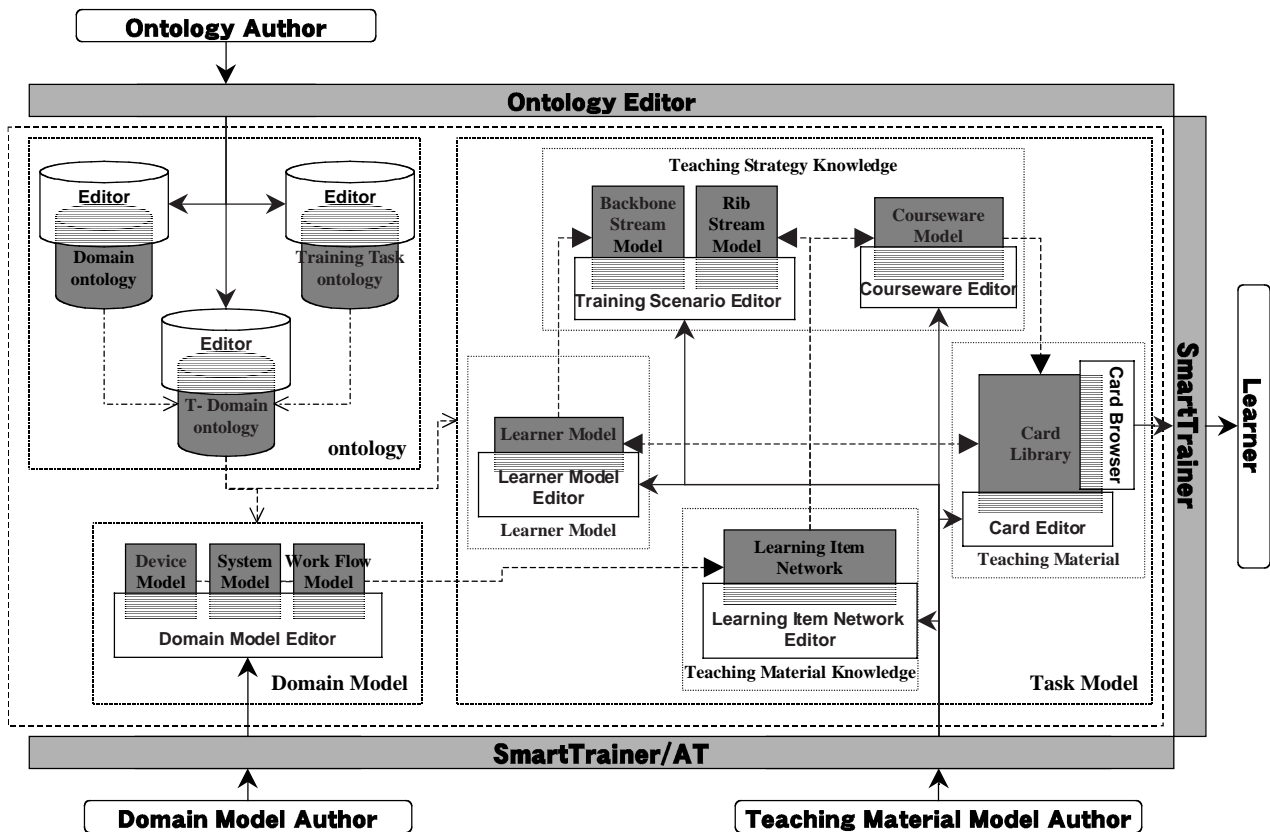 Ontology Author
Ontology Editor
Editor
Domain
ontology
Editor
Training Task
ontology
Editor
T- Domain
ontology
ontology
Teaching Strategy Knowledge
Backbone
Stream
Model
Rib
Stream
Model
Training Scenario Editor
Courseware
Model
Courseware Editor
Learner Model
Learner Model
Editor
Learner Model
Card
Library
Card Browser
Card Editor
Teaching Material
Learning Item
Network
Learning Item Network
Editor
Teaching Material Knowledge
Task Model
Device
Model
System
Model
Work Flow
Model
Domain Model Editor
Domain Model
SmartTrainer
Learner
SmartTrainer/AT
Domain Model Author
Teaching Material Model Author